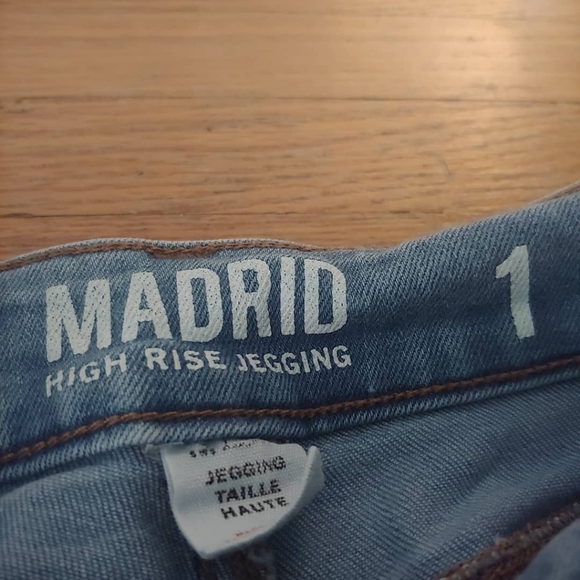 MADRID
HIGH RISE JEGGING
1
JEGGING
TAILLE
HAUTE